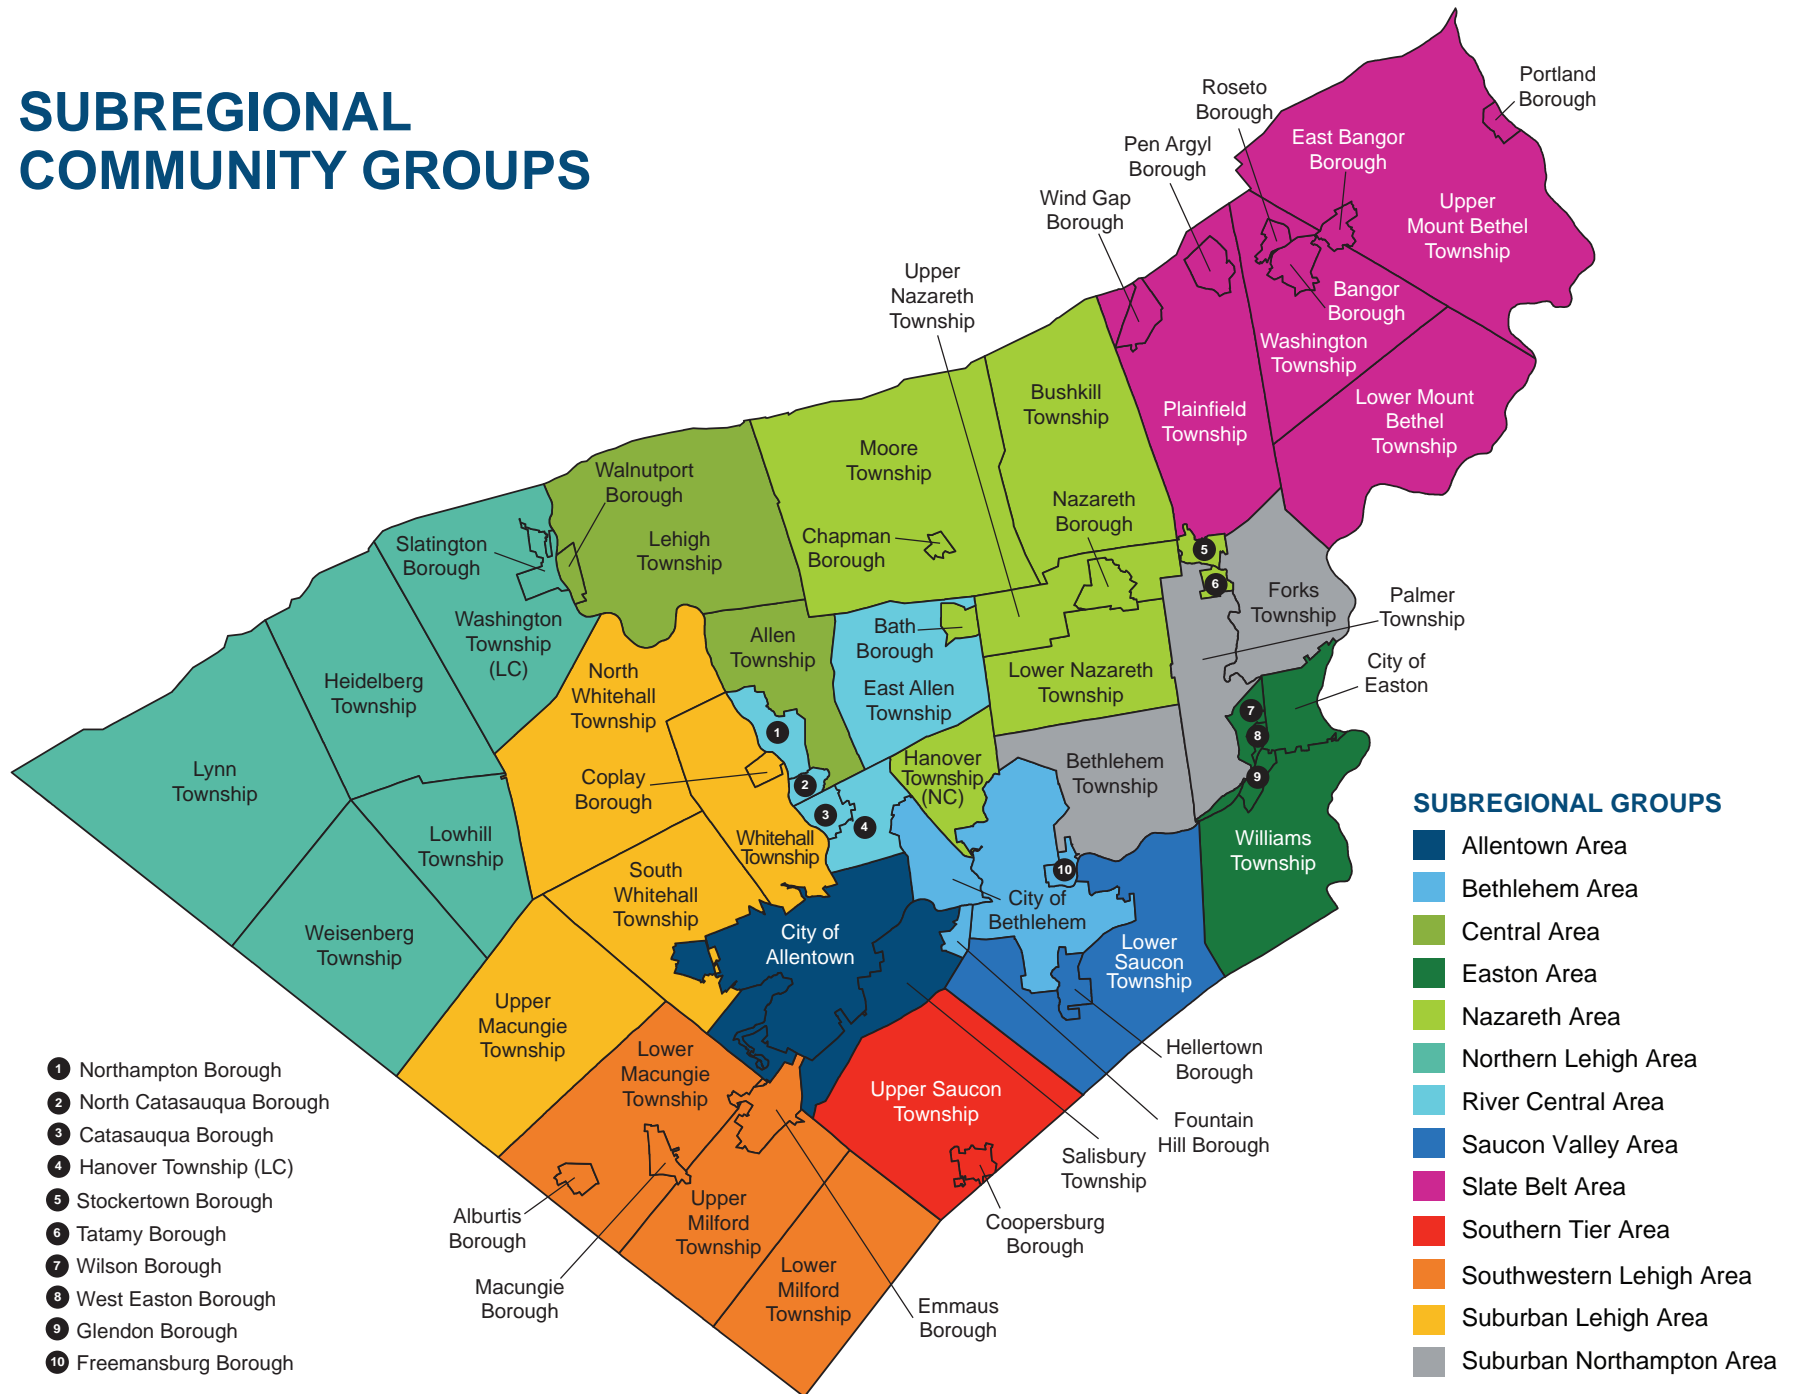 SUBREGIONAL
COMMUNITY GROUPS
Portland
Borough
Roseto
Borough
East Bangor
Borough
Pen Argyl
Borough
Wind Gap
Borough
Upper
Mount Bethel
Township
Upper
Nazareth
Township
Bangor
Borough
Washington
Township
Bushkill
Township
Plainfield
Township
Lower Mount
Bethel
Township
Moore
Township
Walnutport
Borough
Nazareth
Borough
Slatington
Borough
Lehigh
Township
Chapman
Borough
5
6
Forks
Township
Palmer
Township
Washington
Township
(LC)
Allen
Township
Bath
Borough
Lower Nazareth
Township
City of
Easton
Heidelberg
Township
North
Whitehall
Township
East Allen
Township
7
8
9
1
2
3
4
Lynn
Township
Coplay
Borough
Hanover
Township
(NC)
Bethlehem
Township
Lowhill
Township
Whitehall
Township
Williams
Township
South
Whitehall
Township
10
City of
Bethlehem
Weisenberg
Township
City of
Allentown
Lower
Saucon
Township
Upper
Macungie
Township
Lower
Macungie
Township
Upper Saucon
Township
Hellertown
Borough
Fountain
Hill Borough
Salisbury
Township
Alburtis
Borough
Upper
Milford
Township
Coopersburg
Borough
Macungie
Borough
Lower
Milford
Township
Emmaus
Borough
1 Northampton Borough
2 North Catasauqua Borough
3 Catasauqua Borough
4 Hanover Township (LC)
5 Stockertown Borough
6 Tatamy Borough
7 Wilson Borough
8 West Easton Borough
9 Glendon Borough
10 Freemansburg Borough
SUBREGIONAL GROUPS
Allentown Area
Bethlehem Area
Central Area
Easton Area
Nazareth Area
Northern Lehigh Area
River Central Area
Saucon Valley Area
Slate Belt Area
Southern Tier Area
Southwestern Lehigh Area
Suburban Lehigh Area
Suburban Northampton Area